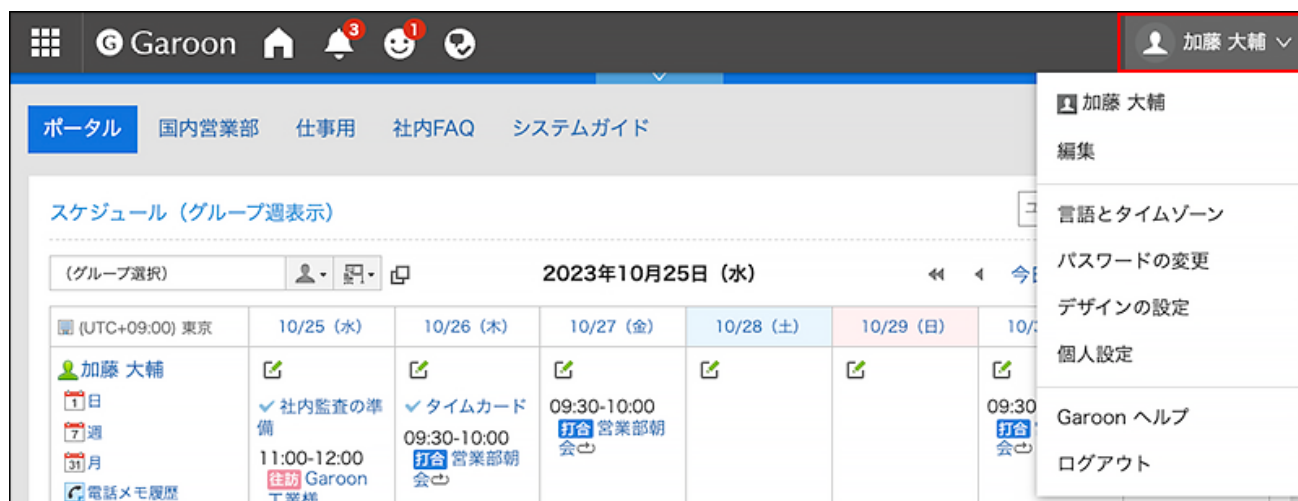 Garoon
3
1
加藤 大輔
加藤 大輔
編集
言語とタイムゾーン
パスワードの変更
デザインの設定
個人設定
Garoon ヘルプ
ログアウト
ポータル
国内営業部
仕事用
社内FAQ
システムガイド
スケジュール（グループ週表示）
(グループ選択)
2023年10月25日（水）
今日
(UTC+09:00) 東京
10/25（水）
10/26（木）
10/27（金）
10/28（土）
10/29（日）
加藤 大輔
1 日
7 週
31 月
電話メモ履歴
社内監査の準
備
11:00-12:00
往訪 Garoon
工業様
タイムカード
09:30-10:00
打合 営業部朝
会
09:30-10:00
打合 営業部朝
会
09:30
打合
会